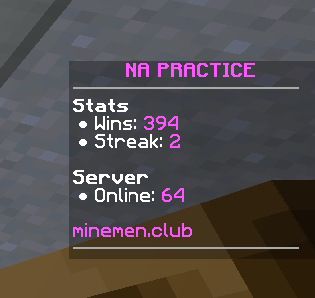 NA PRACTICE
Stats
• Wins: 394
• Streak: 2
Server
• Online: 64
minemen.club